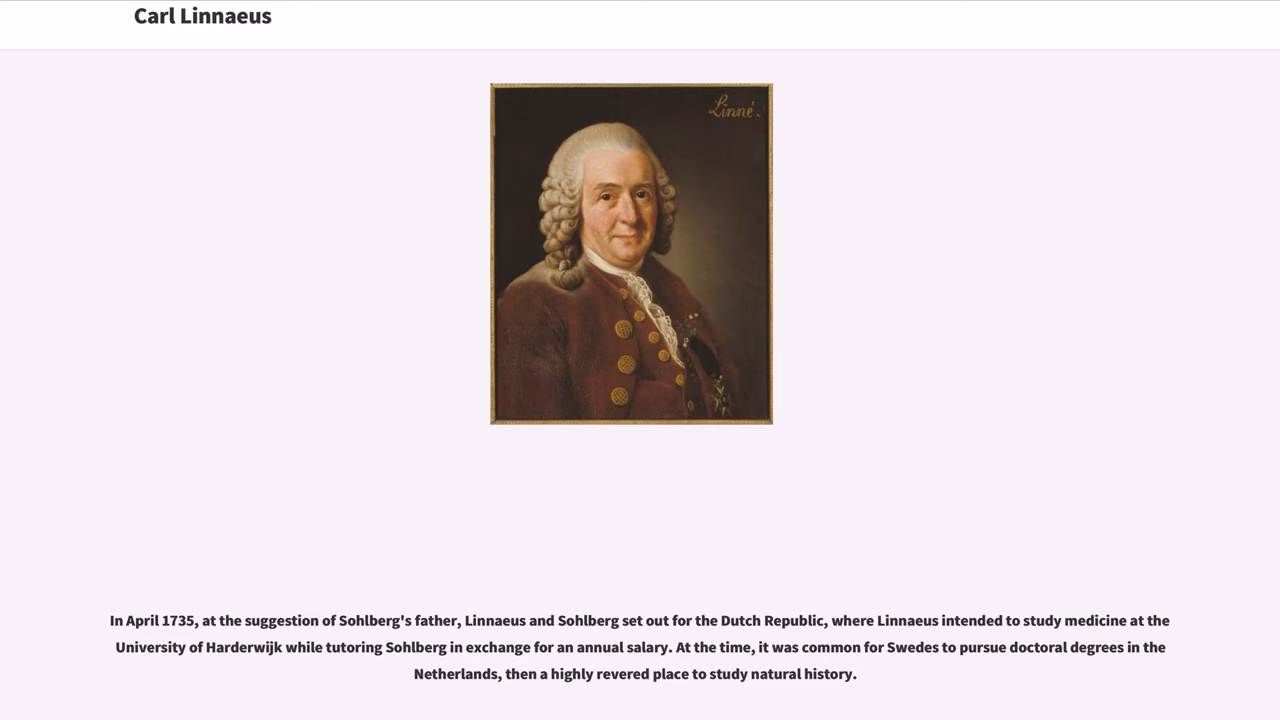 Carl Linnaeus
Linné.
In April 1735, at the suggestion of Sohlberg's father, Linnaeus and Sohlberg set out for the Dutch Republic, where Linnaeus intended to study medicine at the
University of Harderwijk while tutoring Sohlberg in exchange for an annual salary. At the time, it was common for Swedes to pursue doctoral degrees in the
Netherlands, then a highly revered place to study natural history.